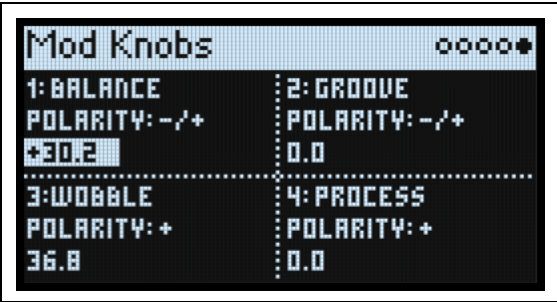 Mod Knobs
1: BALANCE
POLARITY: -/+
+30.2
2: GROOVE
POLARITY: -/+
0.0
3:WOBBLE
POLARITY: +
36.8
4: PROCESS
POLARITY: +
0.0